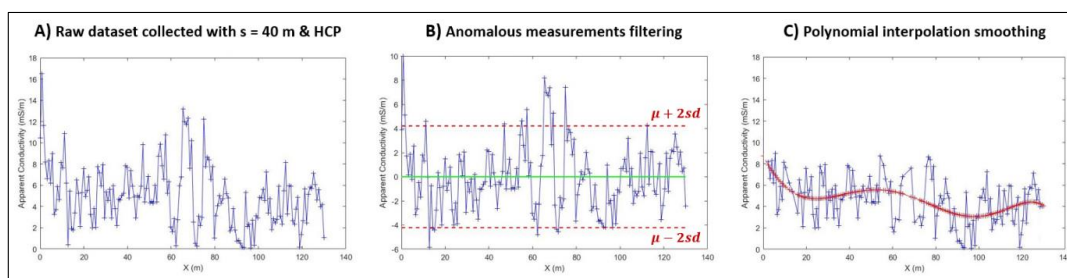 A) Raw dataset collected with s = 40 m & HCP
B) Anomalous measurements filtering
C) Polynomial interpolation smoothing
Apparent Conductivity (mS/m)
18
16
14
12
10
8
6
4
2
0
0 20 40 60 80 100 120 140
X (m)
Apparent Conductivity (mS/m)
10
8
6
4
2
0
-2
-4
-6
μ + 2sd
μ − 2sd
0 20 40 60 80 100 120 140
X (m)
Apparent Conductivity (mS/m)
18
16
14
12
10
8
6
4
2
0
0 20 40 60 80 100 120 140
X (m)